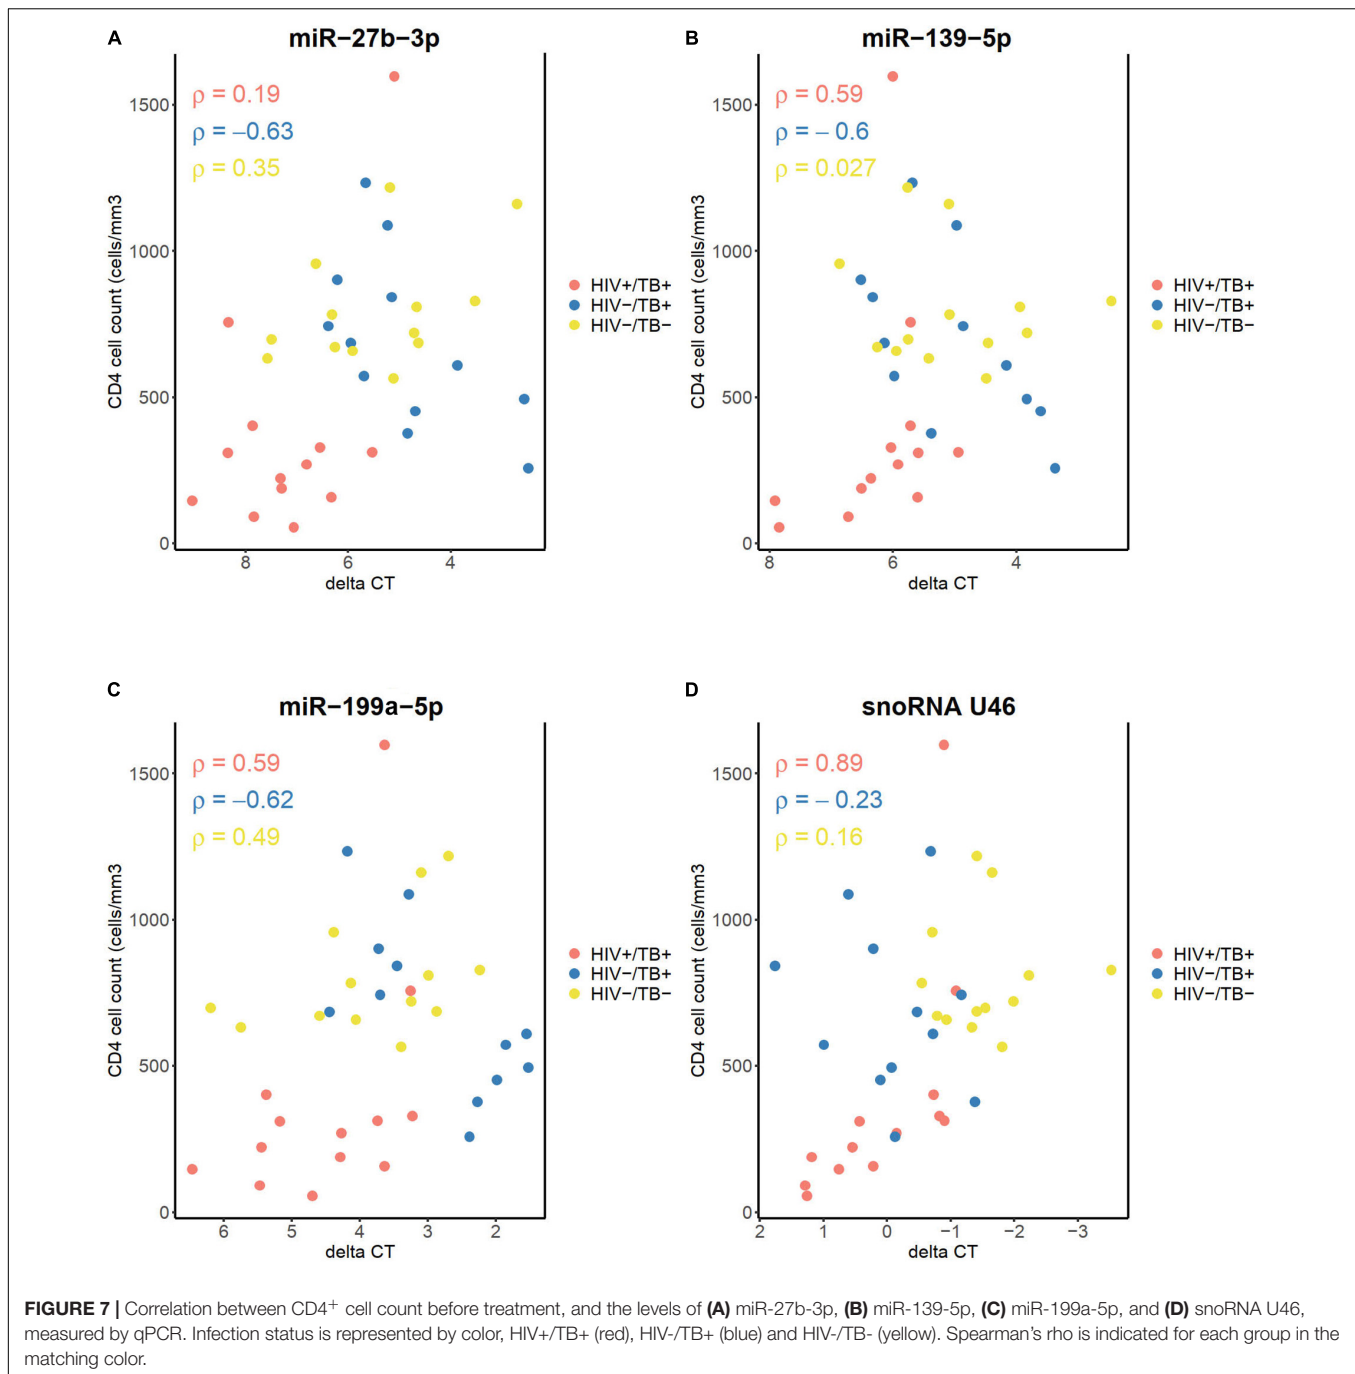 A
miR−27b−3p
ρ = 0.19
ρ = −0.63
ρ = 0.35
CD4 cell count (cells/mm3
1500
1000
500
0
8 6 4
delta CT
HIV+/TB+
HIV−/TB+
HIV−/TB−
B
miR−139−5p
ρ = 0.59
ρ = − 0.6
ρ = 0.027
CD4 cell count (cells/mm3
1500
1000
500
0
8 6 4
delta CT
HIV+/TB+
HIV−/TB+
HIV−/TB−
C
miR−199a−5p
ρ = 0.59
ρ = −0.62
ρ = 0.49
CD4 cell count (cells/mm3
1500
1000
500
0
6 5 4 3 2
delta CT
HIV+/TB+
HIV−/TB+
HIV−/TB−
D
snoRNA U46
ρ = 0.89
ρ = − 0.23
ρ = 0.16
CD4 cell count (cells/mm3
1500
1000
500
0
2 1 0 −1 −2 −3
delta CT
HIV+/TB+
HIV−/TB+
HIV−/TB−
FIGURE 7 | Correlation between CD4+ cell count before treatment, and the levels of (A) miR-27b-3p, (B) miR-139-5p, (C) miR-199a-5p, and (D) snoRNA U46,
measured by qPCR. Infection status is represented by color, HIV+/TB+ (red), HIV-/TB+ (blue) and HIV-/TB- (yellow). Spearman's rho is indicated for each group in the
matching color.